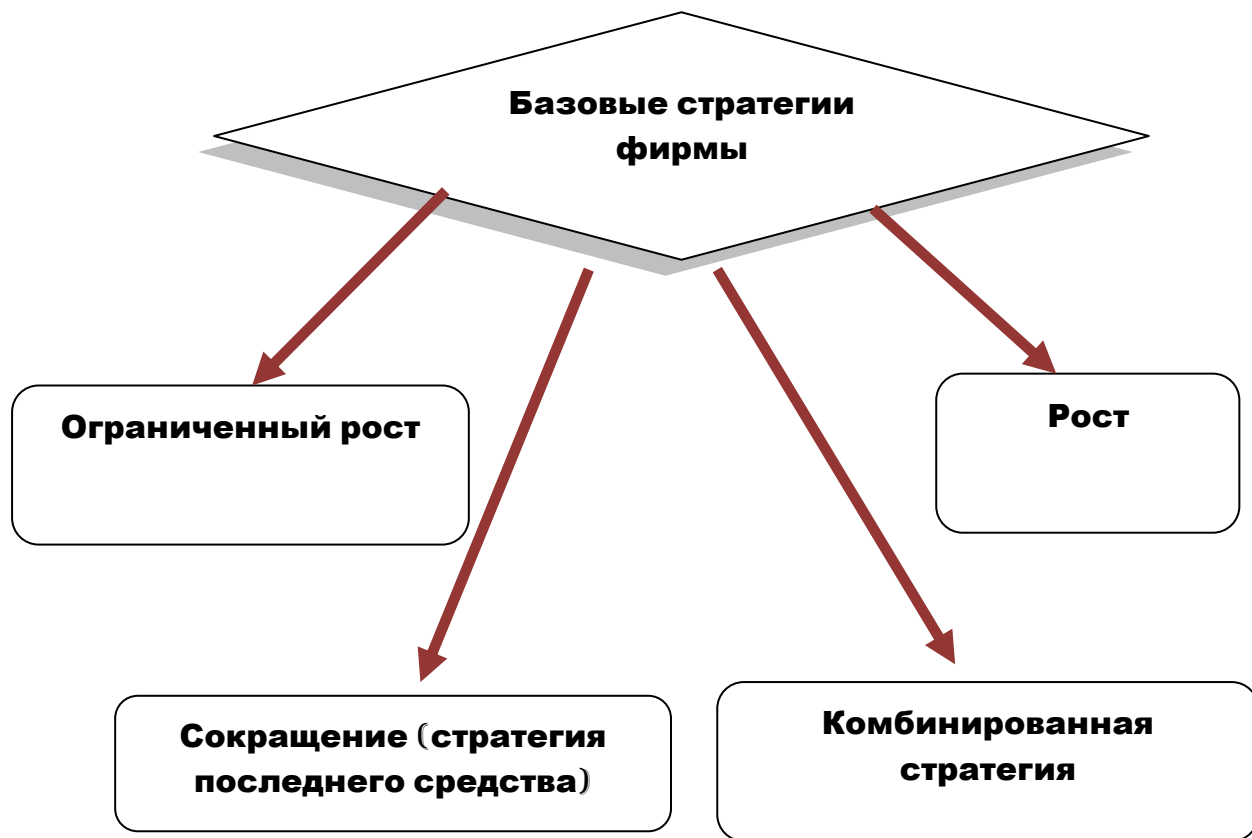 Базовые стратегии
фирмы
Ограниченный рост
Рост
Сокращение (стратегия
последнего средства)
Комбинированная
стратегия